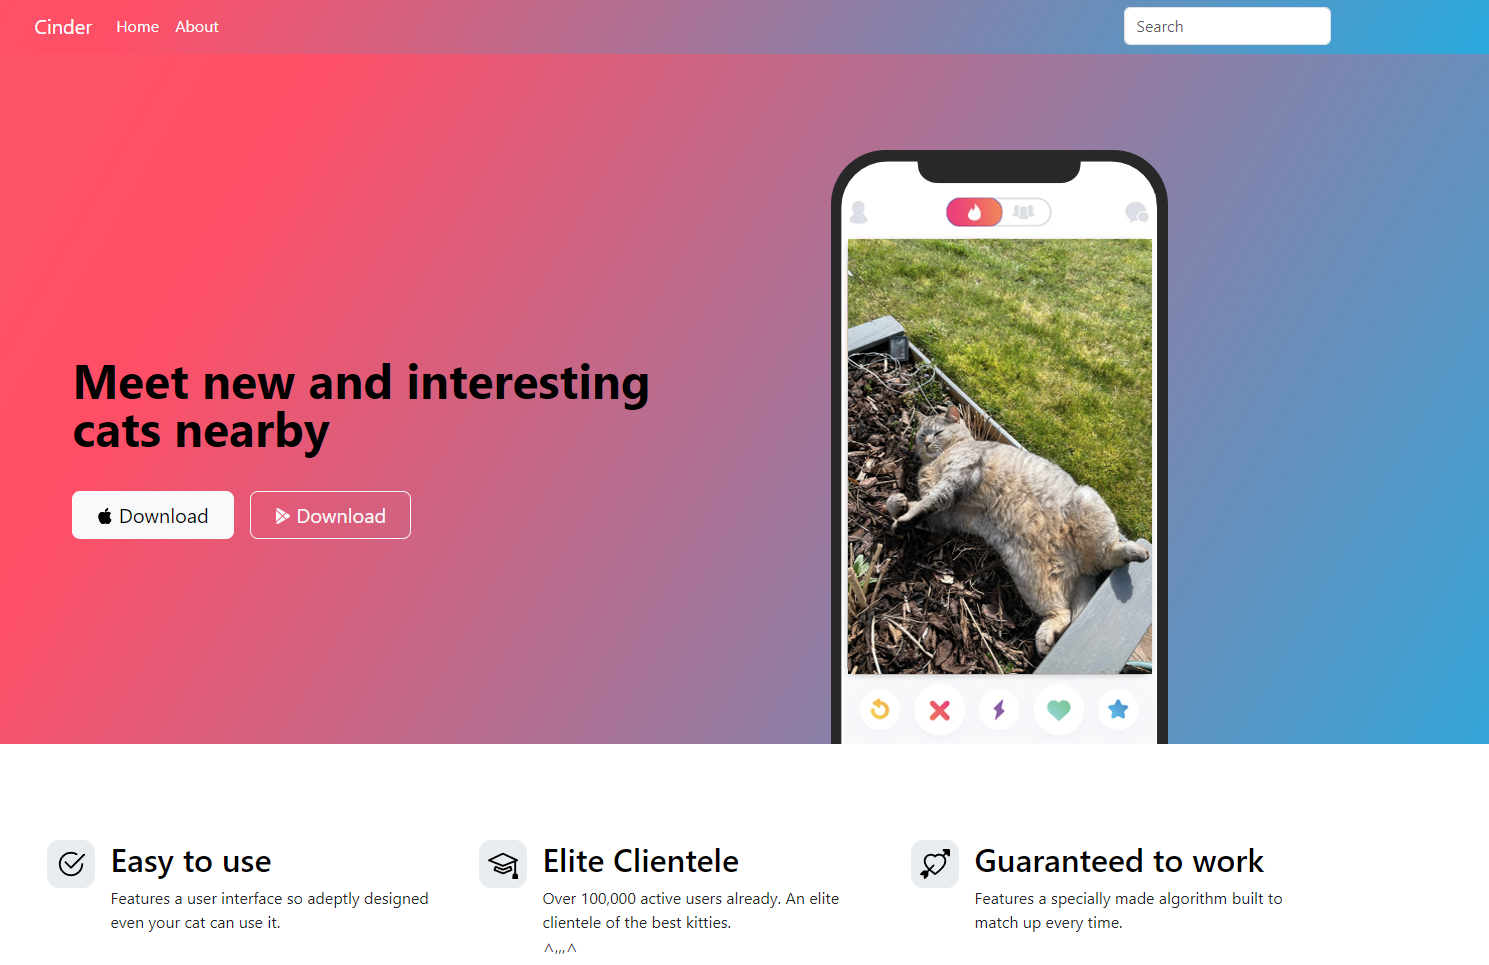 Cinder Home About Search
Meet new and interesting
cats nearby
Download Download
Easy to use
Features a user interface so adeptly designed
even your cat can use it.
Elite Clientele
Over 100,000 active users already. An elite
clientele of the best kitties.
^,,,^
Guaranteed to work
Features a specially made algorithm built to
match up every time.